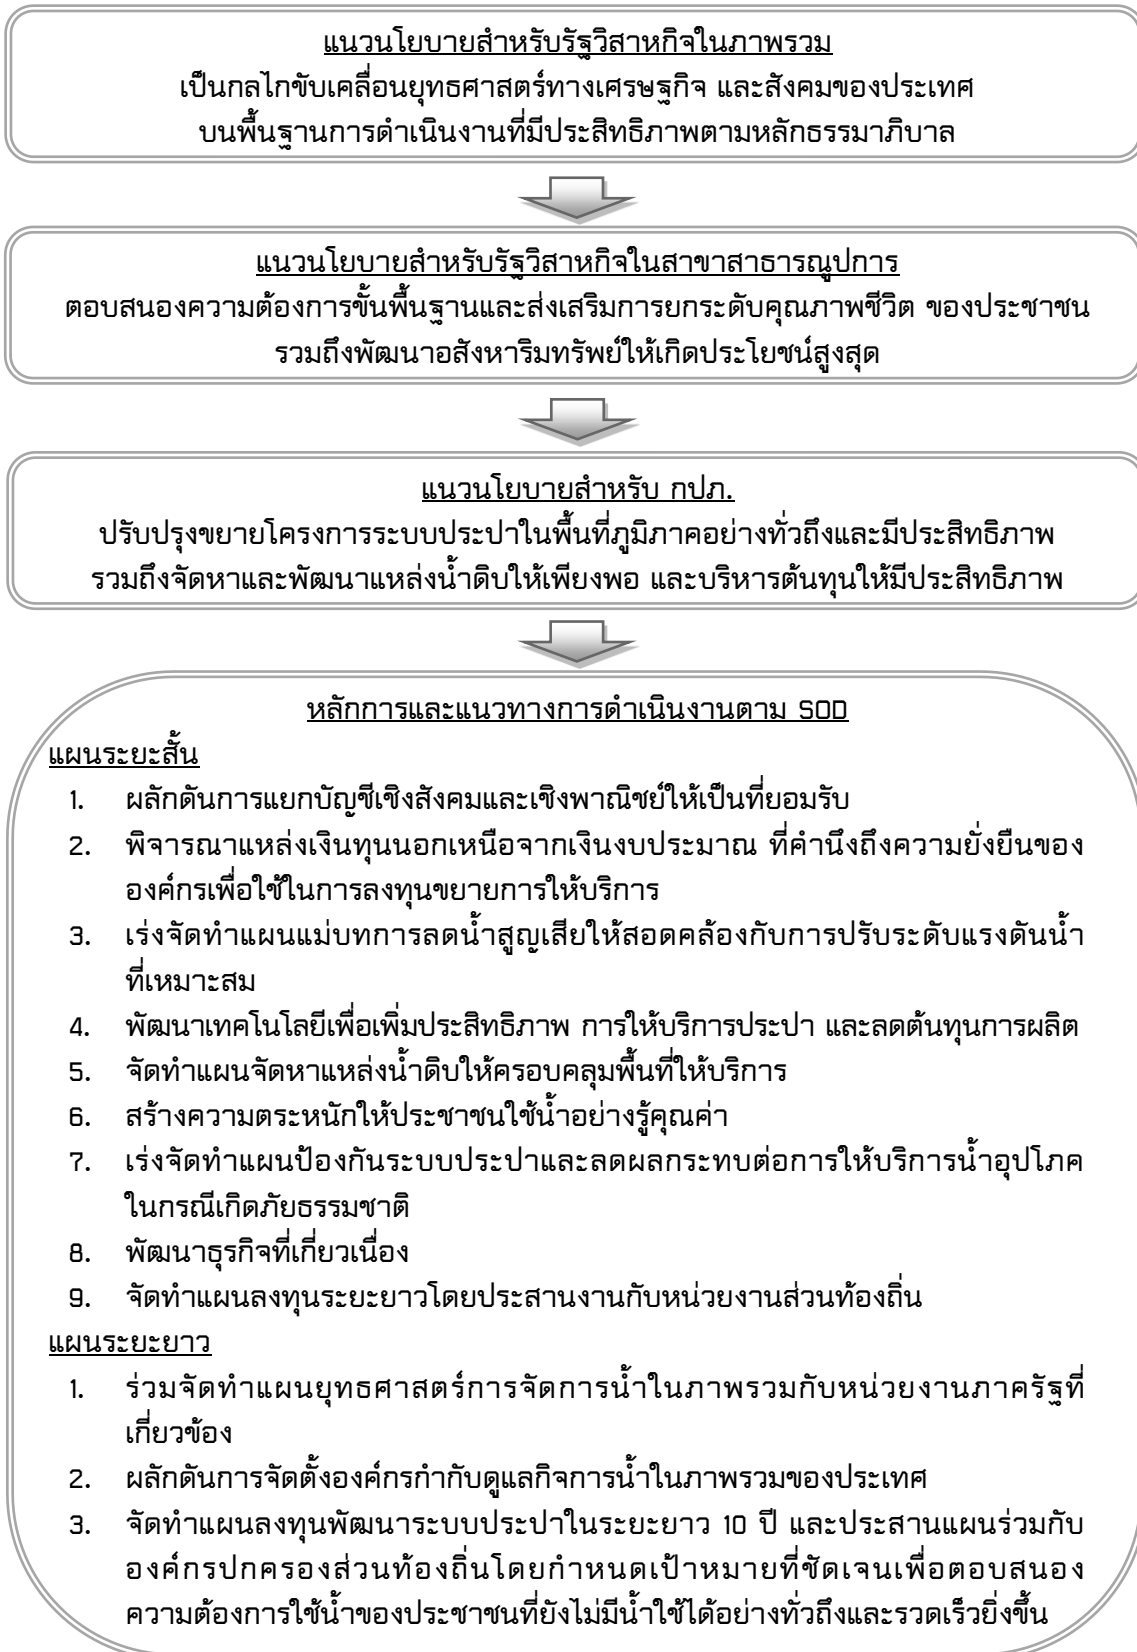 แนวนโยบายสำหรับรัฐวิสาหกิจในภาพรวม
เป็นกลไกขับเคลื่อนยุทธศาสตร์ทางเศรษฐกิจ และสังคมของประเทศ
บนพื้นฐานการดำเนินงานที่มีประสิทธิภาพตามหลักธรรมาภิบาล
แนวนโยบายสำหรับรัฐวิสาหกิจในสาขาสาธารณูปการ
ตอบสนองความต้องการขั้นพื้นฐานและส่งเสริมการยกระดับคุณภาพชีวิต ของประชาชน
รวมถึงพัฒนาอสังหาริมทรัพย์ให้เกิดประโยชน์สูงสุด
แนวนโยบายสำหรับ กปภ.
ปรับปรุงขยายโครงการระบบประปาในพื้นที่ภูมิภาคอย่างทั่วถึงและมีประสิทธิภาพ
รวมถึงจัดหาและพัฒนาแหล่งน้ำดิบให้เพียงพอ และบริหารต้นทุนให้มีประสิทธิภาพ
หลักการและแนวทางการดำเนินงานตาม SOD
แผนระยะสั้น
1. ผลักดันการแยกบัญชีเชิงสังคมและเชิงพาณิชย์ให้เป็นที่ยอมรับ
2. พิจารณาแหล่งเงินทุนนอกเหนือจากเงินงบประมาณ ที่คำนึงถึงความยั่งยืนของ
องค์กรเพื่อใช้ในการลงทุนขยายการให้บริการ
3. เร่งจัดทำแผนแม่บทการลดน้ำสูญเสียให้สอดคล้องกับการปรับระดับแรงดันน้ำ
ที่เหมาะสม
4. พัฒนาเทคโนโลยีเพื่อเพิ่มประสิทธิภาพ การให้บริการประปา และลดต้นทุนการผลิต
5. จัดทำแผนจัดหาแหล่งน้ำดิบให้ครอบคลุมพื้นที่ให้บริการ
6. สร้างความตระหนักให้ประชาชนใช้น้ำอย่างรู้คุณค่า
7. เร่งจัดทำแผนป้องกันระบบประปาและลดผลกระทบต่อการให้บริการน้ำอุปโภค
ในกรณีเกิดภัยธรรมชาติ
8. พัฒนาธุรกิจที่เกี่ยวเนื่อง
9. จัดทำแผนลงทุนระยะยาวโดยประสานงานกับหน่วยงานส่วนท้องถิ่น
แผนระยะยาว
1. ร่วมจัดทำแผนยุทธศาสตร์การจัดการน้ำในภาพรวมกับหน่วยงานภาครัฐที่
เกี่ยวข้อง
2. ผลักดันการจัดตั้งองค์กรกำกับดูแลกิจการน้ำในภาพรวมของประเทศ
3. จัดทำแผนลงทุนพัฒนาระบบประปาในระยะยาว 10 ปี และประสานแผนร่วมกับ
องค์กรปกครองส่วนท้องถิ่นโดยกำหนดเป้าหมายที่ชัดเจนเพื่อตอบสนอง
ความต้องการใช้น้ำของประชาชนที่ยังไม่มีน้ำใช้ได้อย่างทั่วถึงและรวดเร็วยิ่งขึ้น